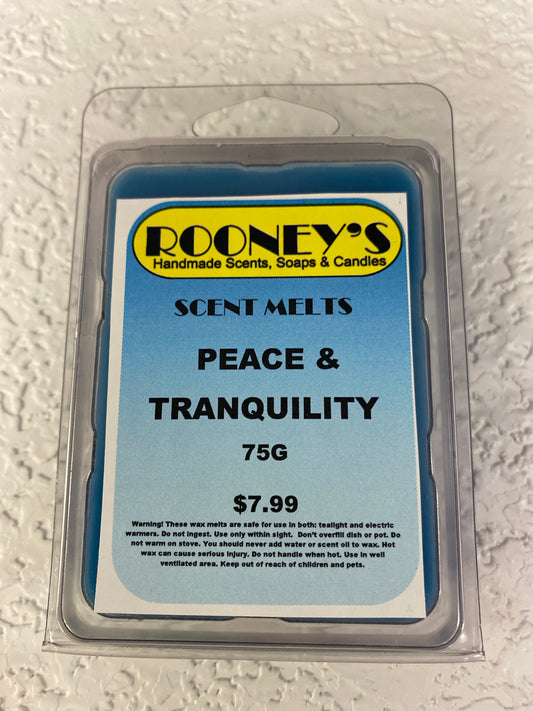 ROONEY'S
Handmade Scents, Soaps & Candles
SCENT MELTS
PEACE &
TRANQUILITY
75G
$7.99
Warning! These wax melts are safe for use in both: tealight and electric
warmers. Do not ingest. Use only within sight. Don't overfill dish or pot. Do
not warm on stove. You should never add water or scent oil to wax. Hot
wax can cause serious injury. Do not handle when hot. Use in well
ventilated area. Keep out of reach of children and pets.